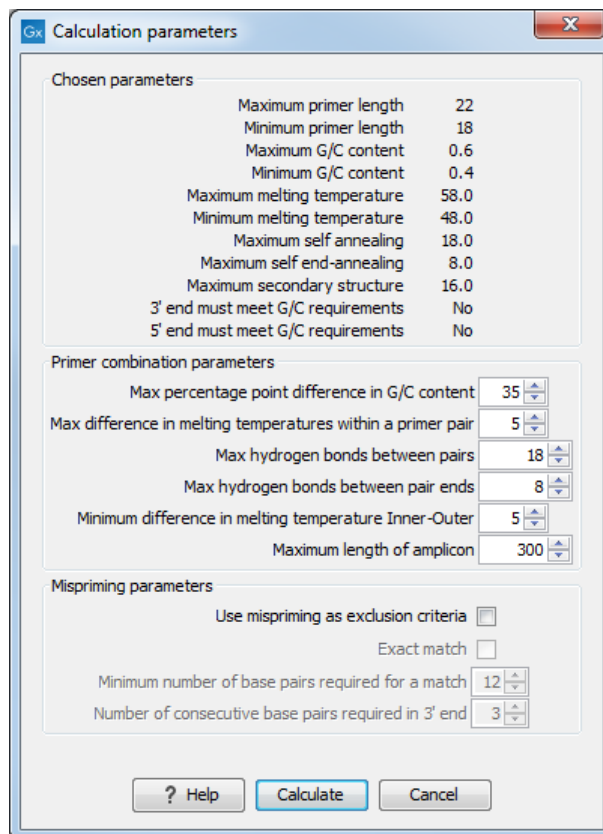 Gx Calculation parameters X
Chosen parameters
Maximum primer length 22
Minimum primer length 18
Maximum G/C content 0.6
Minimum G/C content 0.4
Maximum melting temperature 58.0
Minimum melting temperature 48.0
Maximum self annealing 18.0
Maximum self end-annealing 8.0
Maximum secondary structure 16.0
3' end must meet G/C requirements No
5' end must meet G/C requirements No
Primer combination parameters
Max percentage point difference in G/C content 35
Max difference in melting temperatures within a primer pair 5
Max hydrogen bonds between pairs 18
Max hydrogen bonds between pair ends 8
Minimum difference in melting temperature Inner-Outer 5
Maximum length of amplicon 300
Mispriming parameters
Use mispriming as exclusion criteria
Exact match
Minimum number of base pairs required for a match 12
Number of consecutive base pairs required in 3' end 3
? Help Calculate Cancel